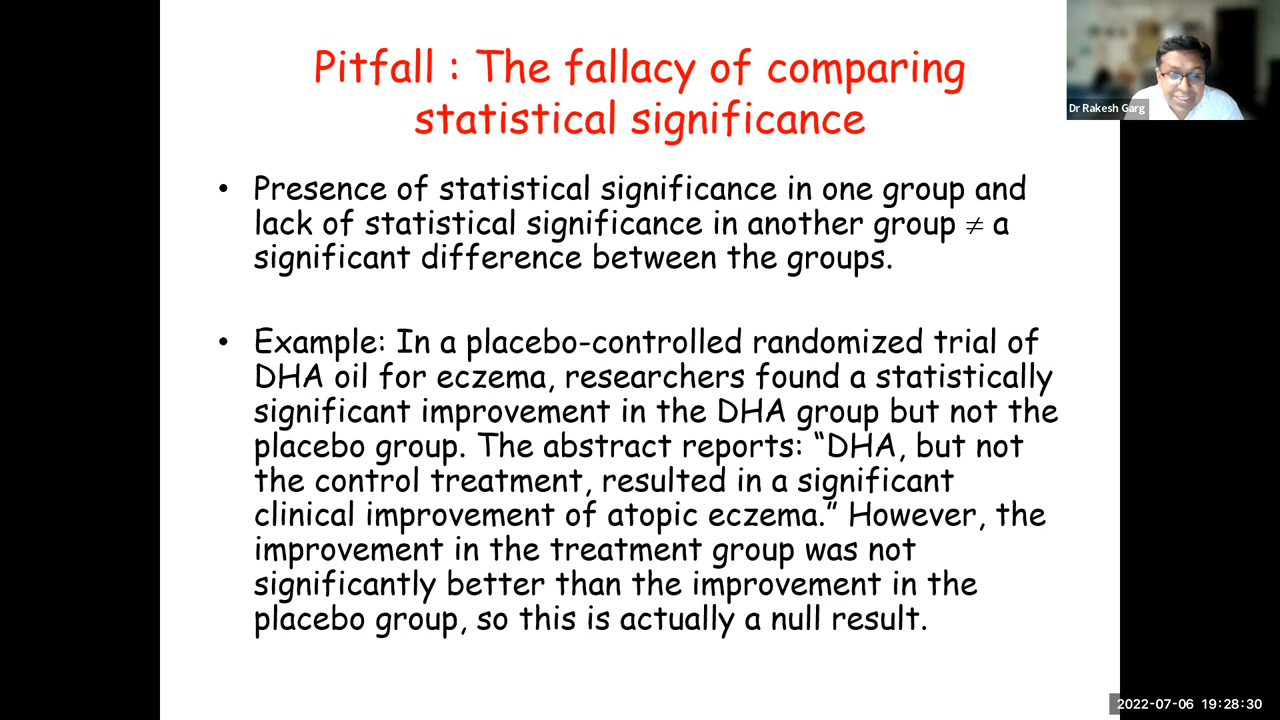 Pitfall : The fallacy of comparing
statistical significance
• Presence of statistical significance in one group and
lack of statistical significance in another group ≠ a
significant difference between the groups.
• Example: In a placebo-controlled randomized trial of
DHA oil for eczema, researchers found a statistically
significant improvement in the DHA group but not the
placebo group. The abstract reports: “DHA, but not
the control treatment, resulted in a significant
clinical improvement of atopic eczema.” However, the
improvement in the treatment group was not
significantly better than the improvement in the
placebo group, so this is actually a null result.
Dr Rakesh Garg
2022-07-06 19:28:30